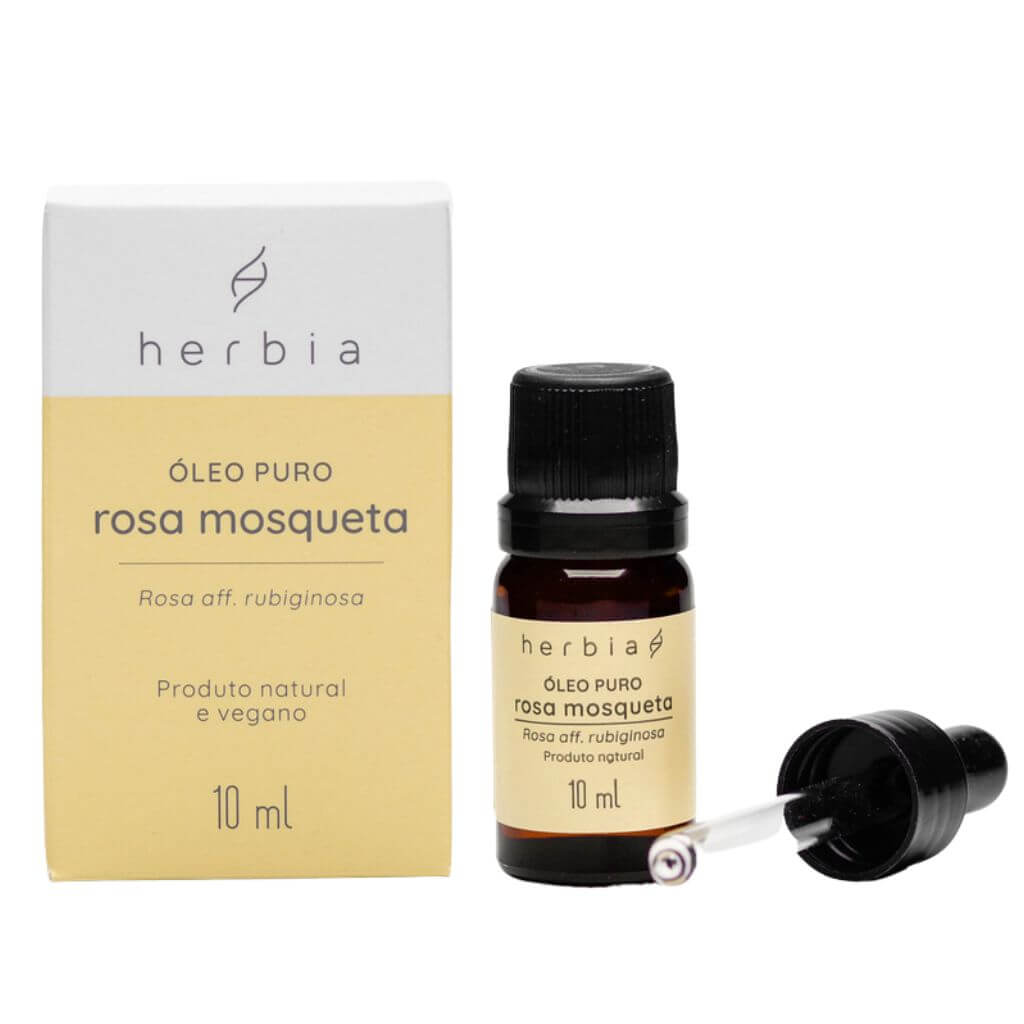 herbia
ÓLEO PURO
rosa mosqueta
Rosa aff. rubiginosa
Produto natural
e vegano
10 ml
herbia
ÓLEO PURO
rosa mosqueta
Rosa aff. rubiginosa
Produto natural
10 ml